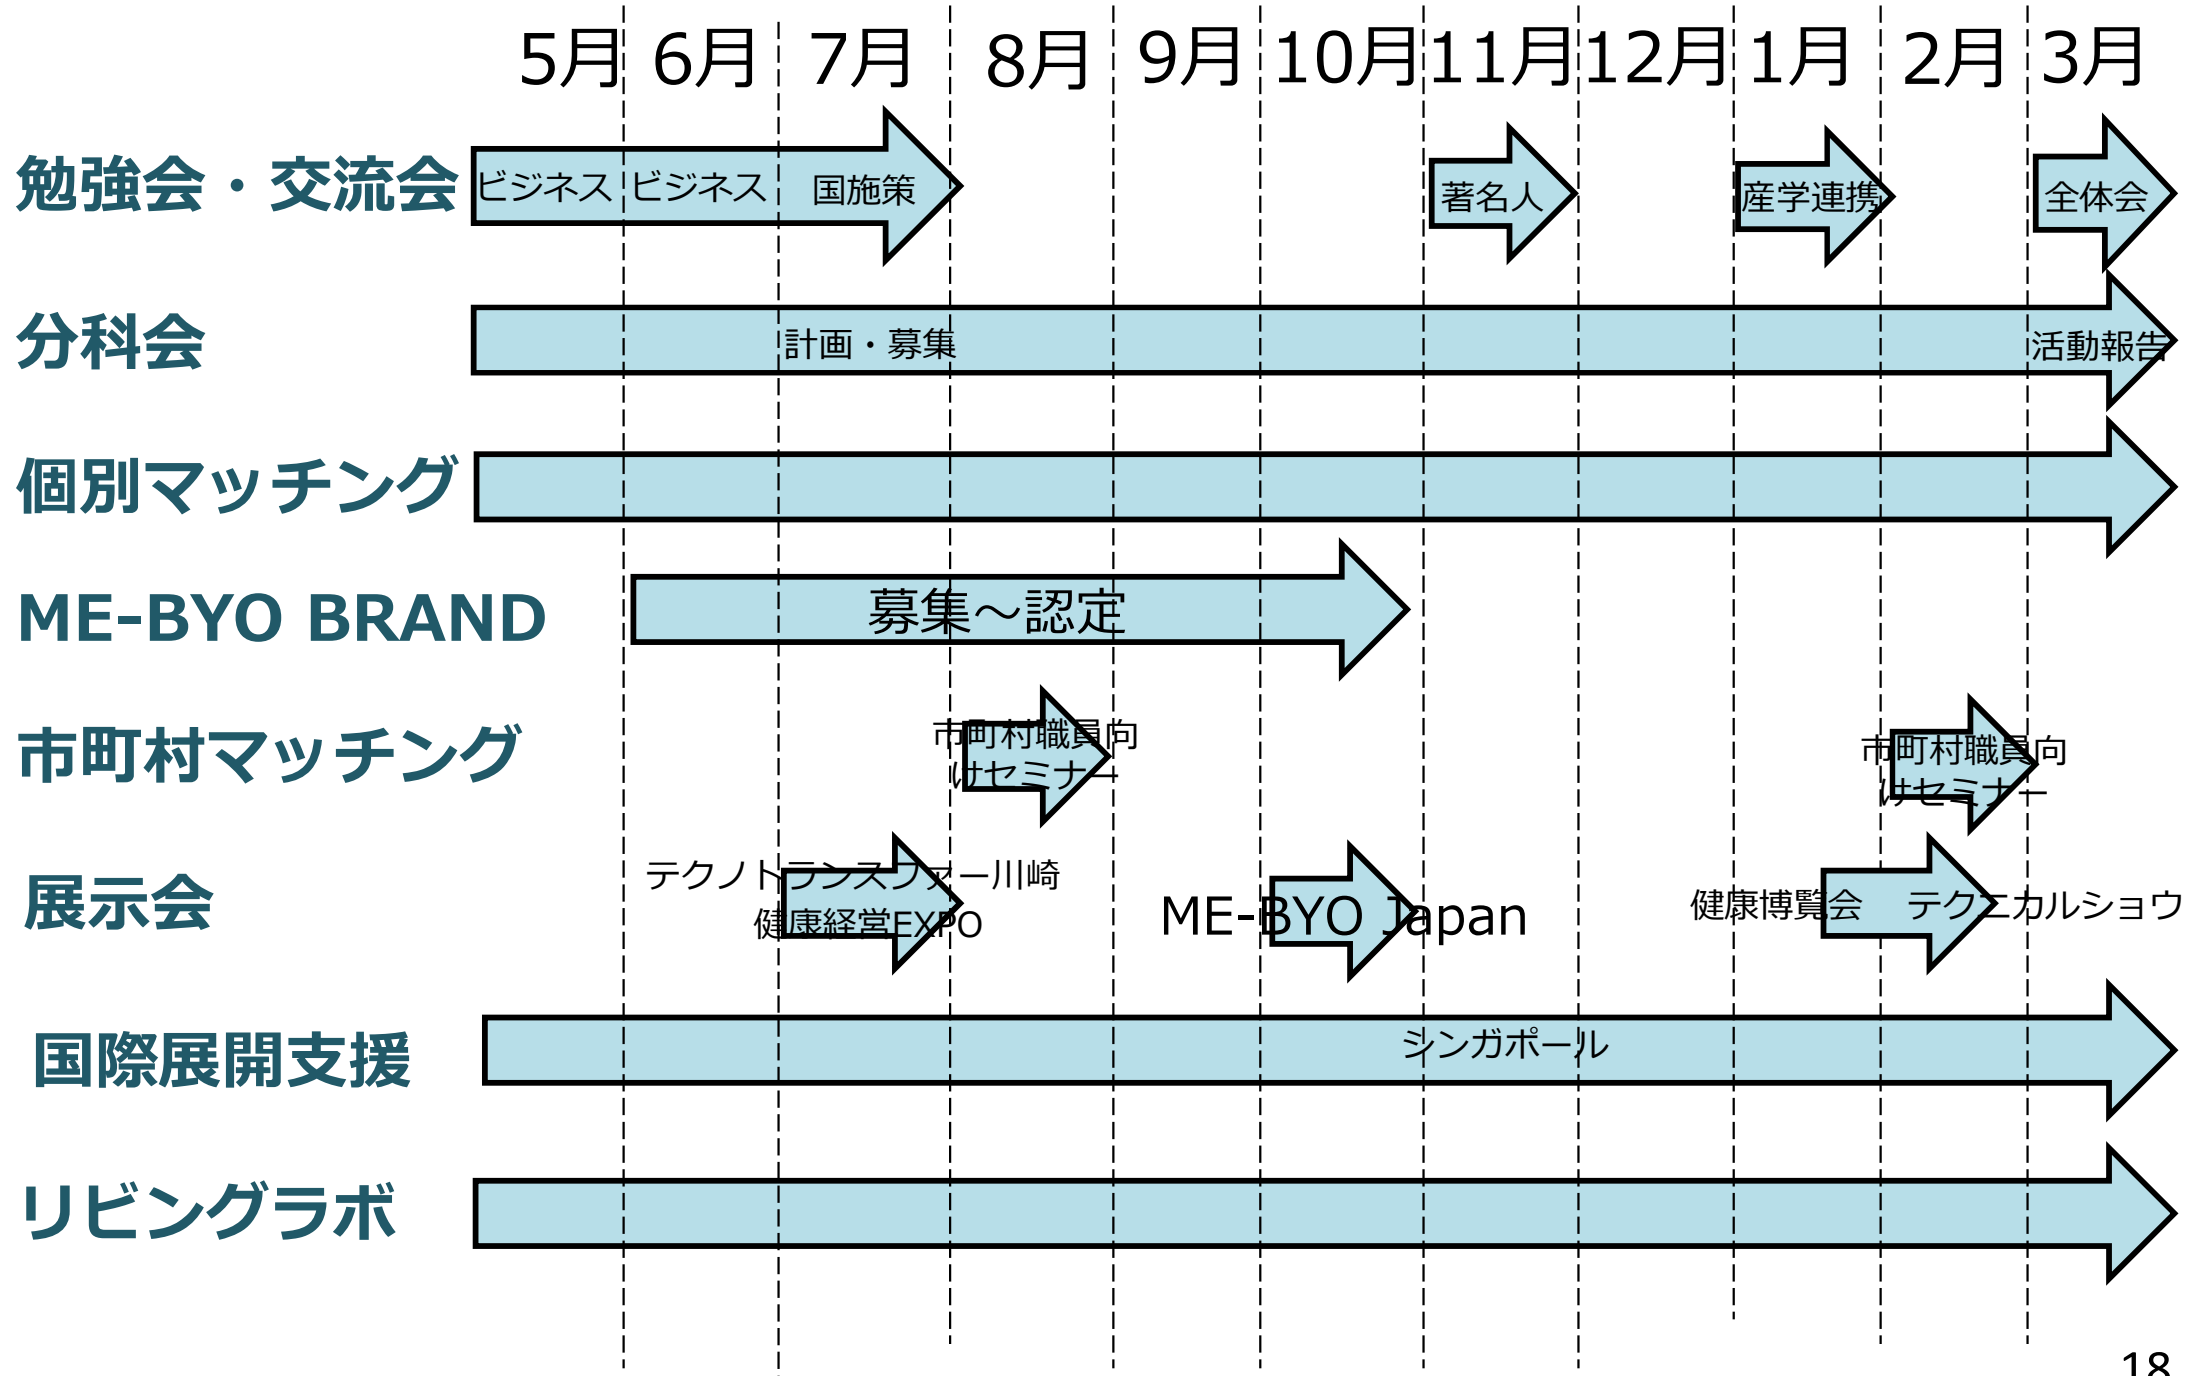 5月 6月 7月 8月 9月 10月 11月 12月 1月 2月 3月
勉強会・交流会 ビジネス ビジネス 国施策 著名人 産学連携 全体会
分科会 計画・募集 活動報告
個別マッチング
ME-BYO BRAND 募集～認定
市町村マッチング
市町村職員向
けセミナー
市町村職員向
けセミナー
展示会
テクノトランスファー川崎
健康経営EXPO
ME-BYO Japan
健康博覧会 テクニカルショウ
国際展開支援 シンガポール
リビングラボ
18